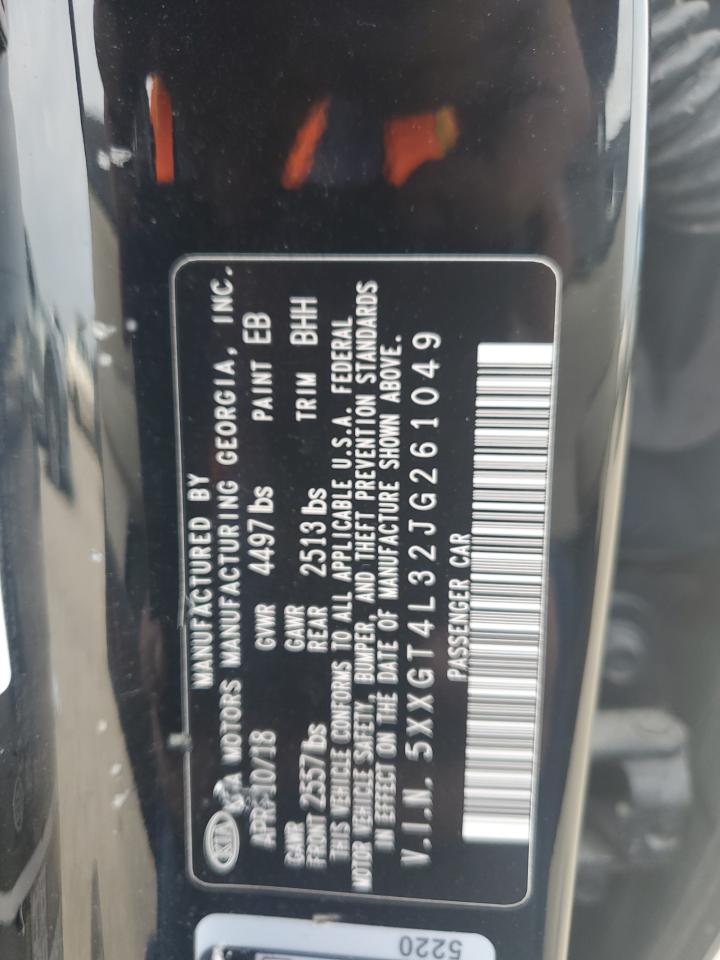 MANUFACTURED BY
KIA KIA MOTORS MANUFACTURING GEORGIA, INC.
APR/10/18 GVWR 4497 lbs PAINT EB
GAWR FRONT 2557 lbs GAWR REAR 2513 lbs TRIM BHH
THIS VEHICLE CONFORMS TO ALL APPLICABLE U.S.A. FEDERAL
MOTOR VEHICLE SAFETY, BUMPER, AND THEFT PREVENTION STANDARDS
IN EFFECT ON THE DATE OF MANUFACTURE SHOWN ABOVE.
V.I.N. 5XXGT4L32JG261049
PASSENGER CAR
5220